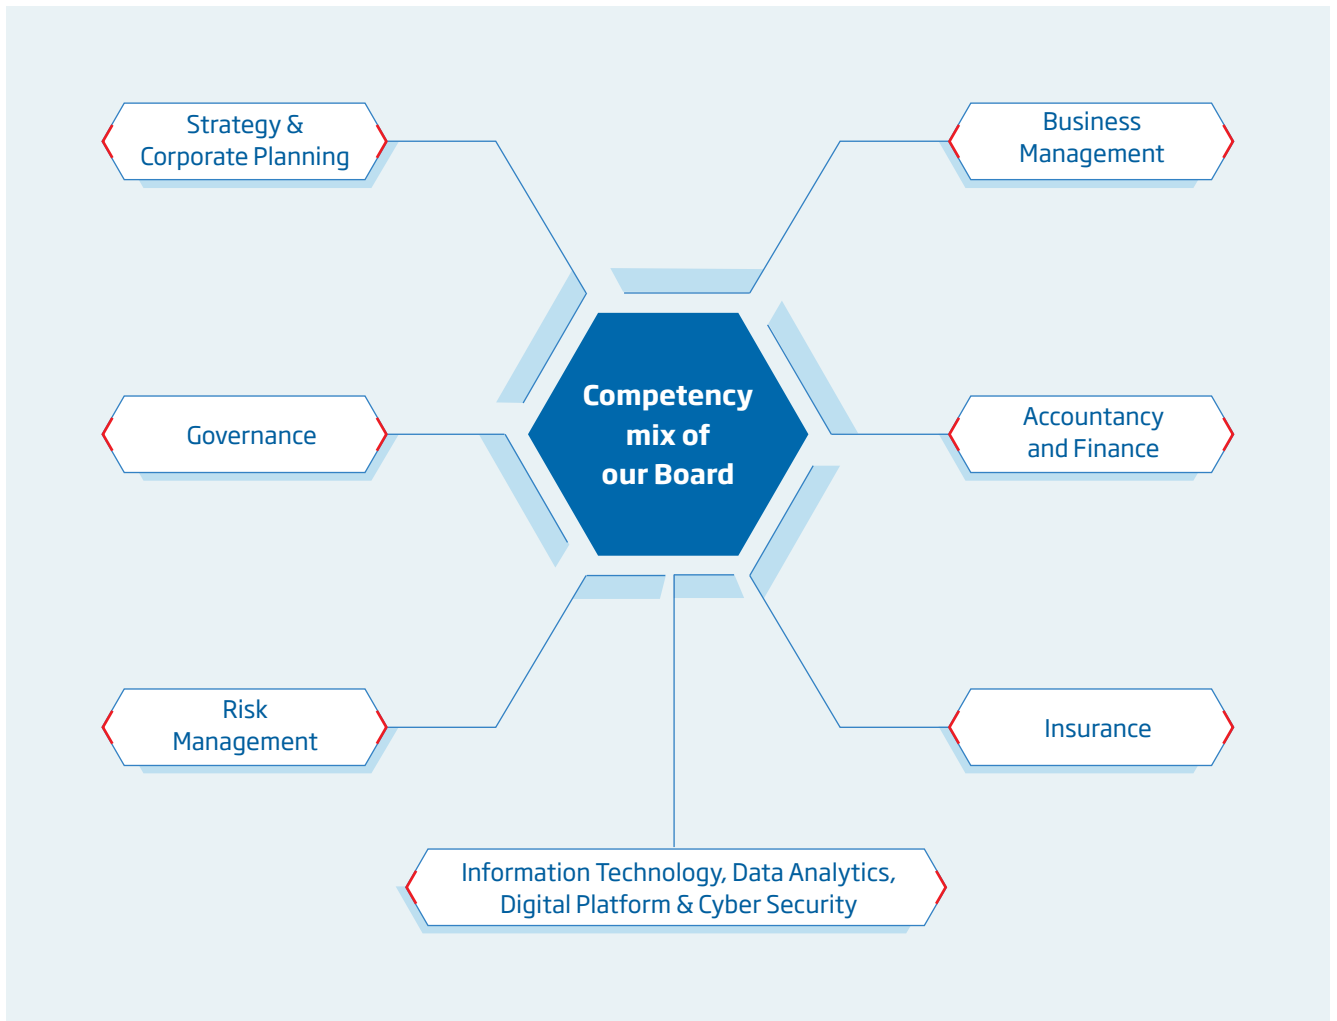 Strategy &
Corporate Planning
Business
Management
Governance
Competency
mix of
our Board
Accountancy
and Finance
Risk
Management
Insurance
Information Technology, Data Analytics,
Digital Platform & Cyber Security